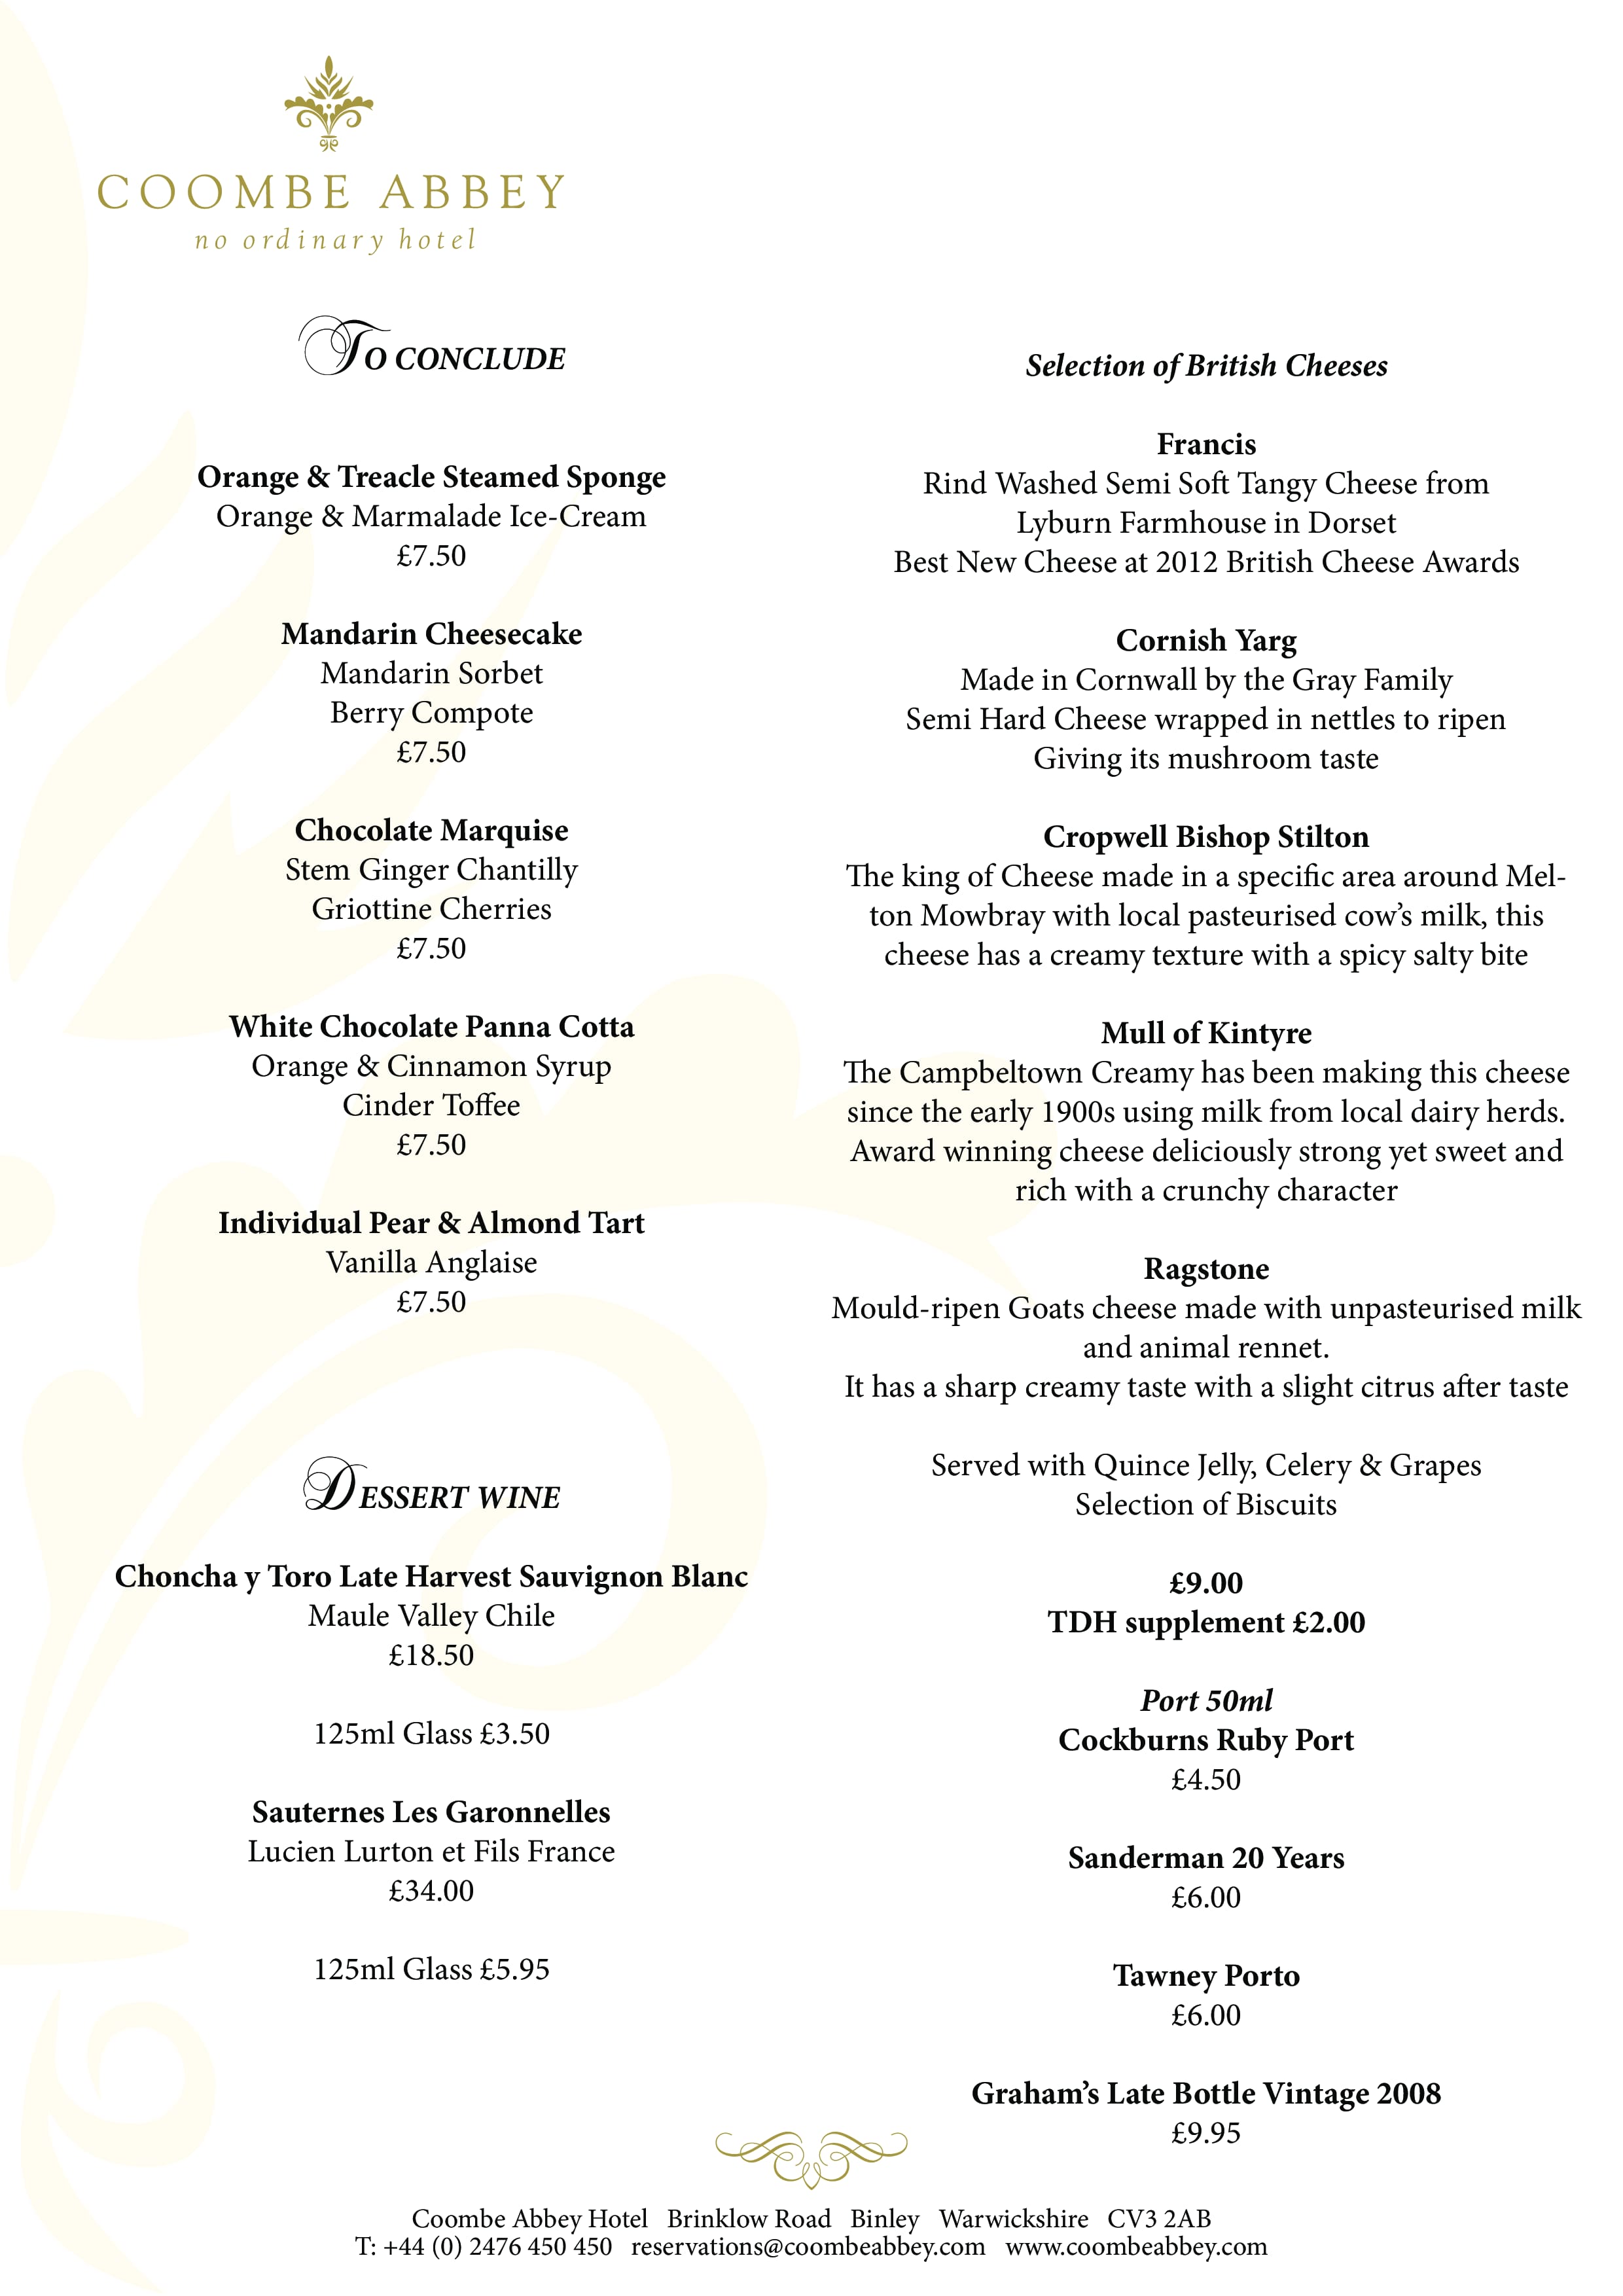 COOMBE ABBEY
no ordinary hotel
To CONCLUDE
Orange & Treacle Steamed Sponge
Orange & Marmalade Ice-Cream
£7.50
Mandarin Cheesecake
Mandarin Sorbet
Berry Compote
£7.50
Chocolate Marquise
Stem Ginger Chantilly
Griottine Cherries
£7.50
White Chocolate Panna Cotta
Orange & Cinnamon Syrup
Cinder Toffee
£7.50
Individual Pear & Almond Tart
Vanilla Anglaise
£7.50
DESSERT WINE
Choncha y Toro Late Harvest Sauvignon Blanc
Maule Valley Chile
£18.50
125ml Glass £3.50
Sauternes Les Garonnelles
Lucien Lurton et Fils France
£34.00
125ml Glass £5.95
Selection of British Cheeses
Francis
Rind Washed Semi Soft Tangy Cheese from
Lyburn Farmhouse in Dorset
Best New Cheese at 2012 British Cheese Awards
Cornish Yarg
Made in Cornwall by the Gray Family
Semi Hard Cheese wrapped in nettles to ripen
Giving its mushroom taste
Cropwell Bishop Stilton
The king of Cheese made in a specific area around Mel-
ton Mowbray with local pasteurised cow’s milk, this
cheese has a creamy texture with a spicy salty bite
Mull of Kintyre
The Campbeltown Creamy has been making this cheese
since the early 1900s using milk from local dairy herds.
Award winning cheese deliciously strong yet sweet and
rich with a crunchy character
Ragstone
Mould-ripen Goats cheese made with unpasteurised milk
and animal rennet.
It has a sharp creamy taste with a slight citrus after taste
Served with Quince Jelly, Celery & Grapes
Selection of Biscuits
£9.00
TDH supplement £2.00
Port 50ml
Cockburns Ruby Port
£4.50
Sanderman 20 Years
£6.00
Tawney Porto
£6.00
Graham’s Late Bottle Vintage 2008
£9.95
Coombe Abbey Hotel Brinklow Road Binley Warwickshire CV3 2AB
T: +44 (0) 2476 450 450 reservations@coombeabbey.com www.coombeabbey.com